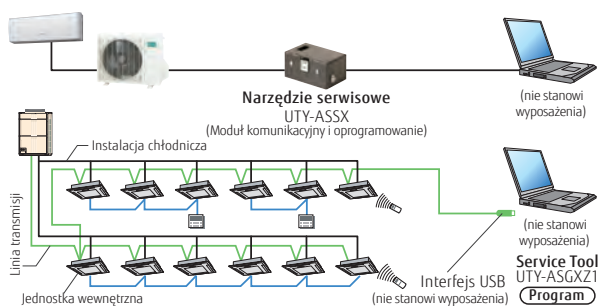 Narzędzie serwisowe
UTY-ASSX
(Moduł komunikacyjny i oprogramowanie)
(nie stanowi
wyposażenia)
Instalacja chłodnicza
Linia transmisji
Jednostka wewnętrzna
Interfejs USB
(nie stanowi wyposażenia)
(nie stanowi
wyposażenia)
Service Tool
UTY-ASGXZ1
Program